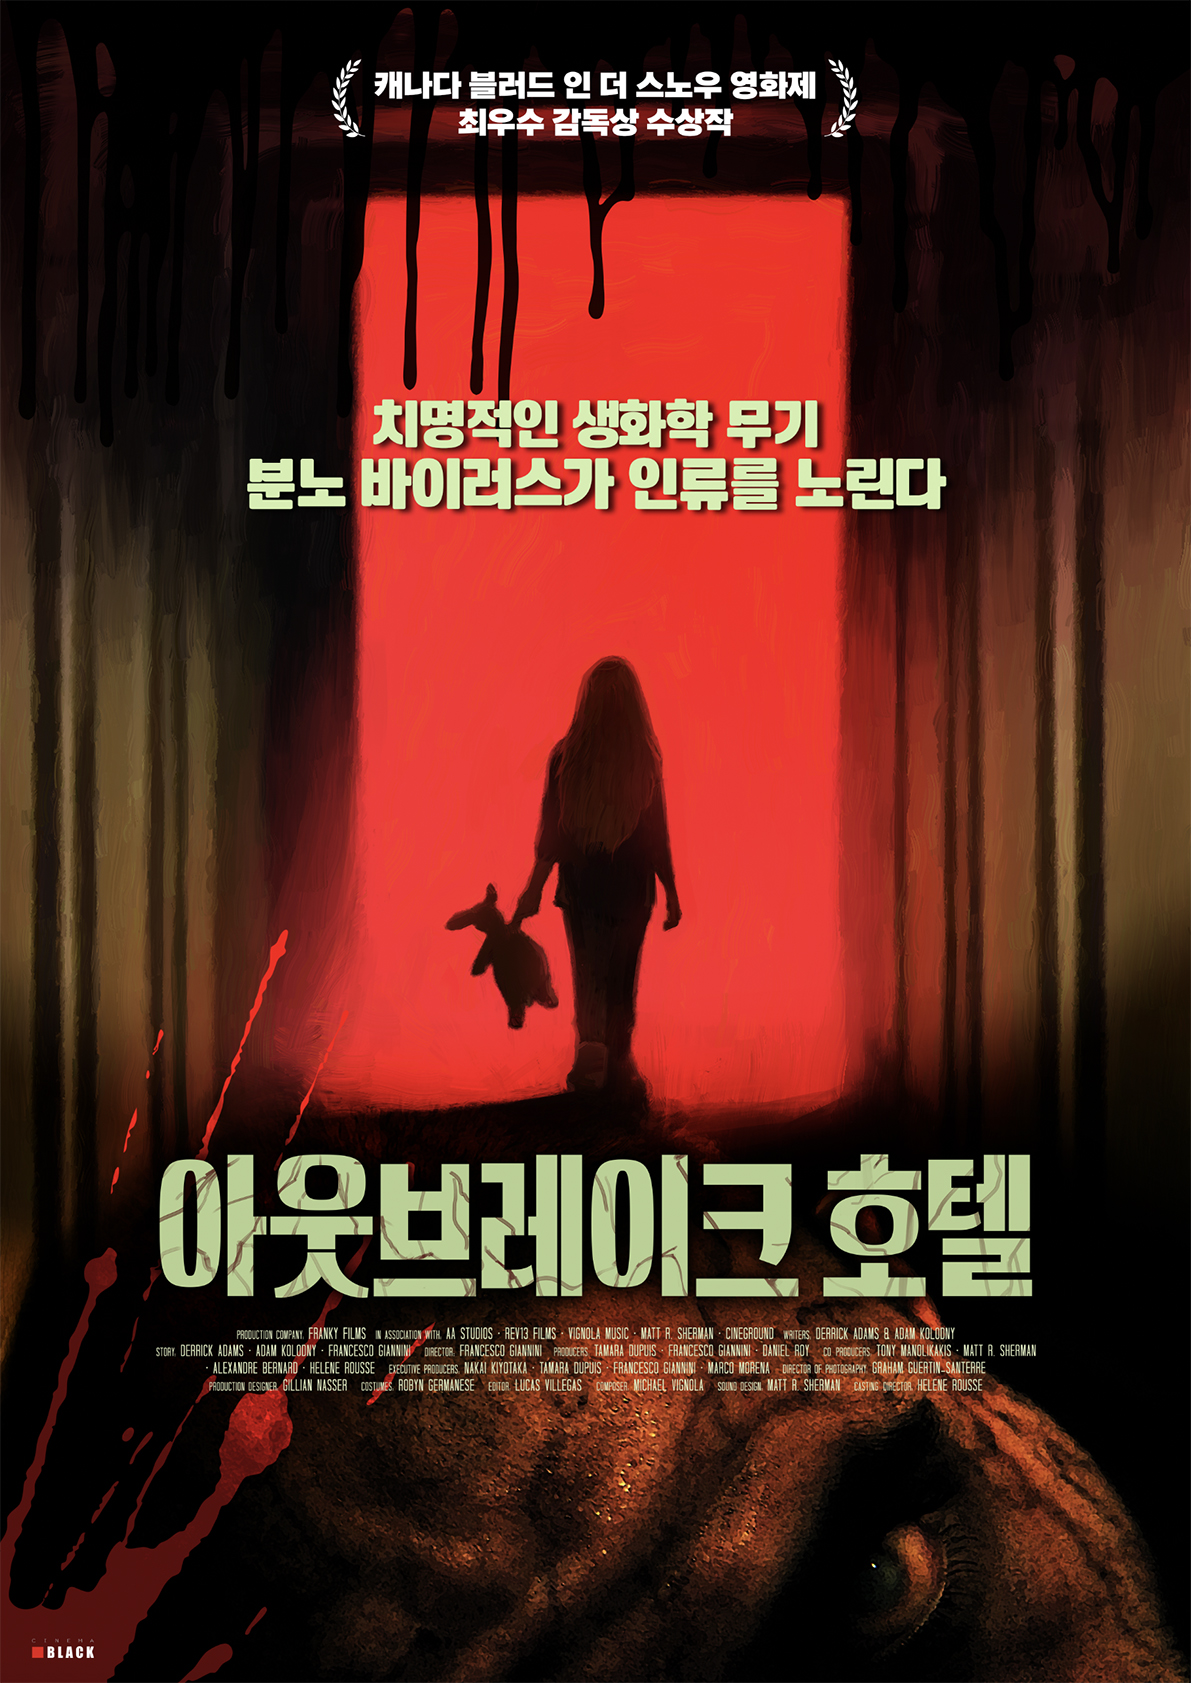 캐나다 블러드 인 더 스노우 영화제
최우수 감독상 수상작
치명적인 생화학 무기
분노 바이러스가 인류를 노린다
아웃브레이크 호텔
PRODUCTION COMPANY. FRANKY FILMS IN ASSOCIATION WITH. AA STUDIOS · REV13 FILMS · VIGNOLA MUSIC · MATT R. SHERMAN · CINEGROUND WRITERS. DERRICK ADAMS & ADAM KOLODNY
STORY. DERRICK ADAMS · ADAM KOLODNY · FRANCESCO GIANNINI DIRECTOR. FRANCESCO GIANNINI PRODUCERS. TAMARA DUPUIS · FRANCESCO GIANNINI · DANIEL ROY CO PRODUCERS. TONY MANOLIKAKIS · MATT R. SHERMAN
· ALEXANDRE BERNARD · HELENE ROUSSE EXECUTIVE PRODUCERS. NAKAI KIYOTAKA · TAMARA DUPUIS · FRANCESCO GIANNINI · MARCO MORENA DIRECTOR OF PHOTOGRAPHY. GRAHAM GUERTIN-SANTERRE
PRODUCTION DESIGNER. GILLIAN NASSER COSTUMES. ROBYN GERMANESE EDITOR. LUCAS VILLEGAS COMPOSER. MICHAEL VIGNOLA SOUND DESIGN. MATT R. SHERMAN CASTING DIRECTOR. HELENE ROUSSE
CINEMA
BLACK